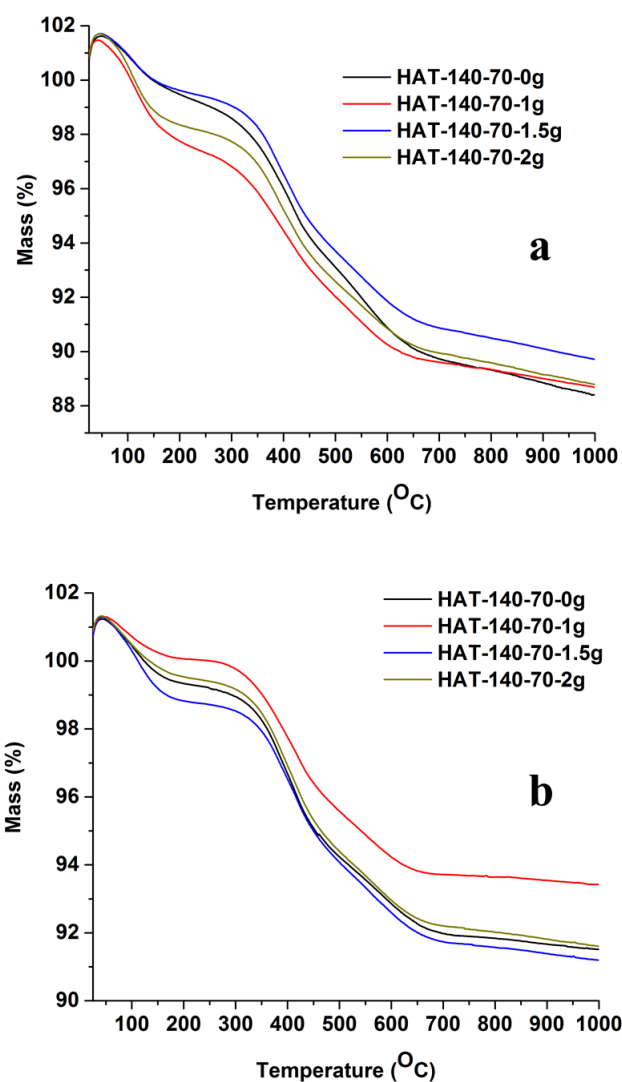 102
100
98
96
94
92
90
88
Mass (%)
HAT-140-70-0g
HAT-140-70-1g
HAT-140-70-1.5g
HAT-140-70-2g
a
100 200 300 400 500 600 700 800 900 1000
Temperature (OC)
102
100
98
96
94
92
90
Mass (%)
HAT-140-70-0g
HAT-140-70-1g
HAT-140-70-1.5g
HAT-140-70-2g
b
100 200 300 400 500 600 700 800 900 1000
Temperature (OC)